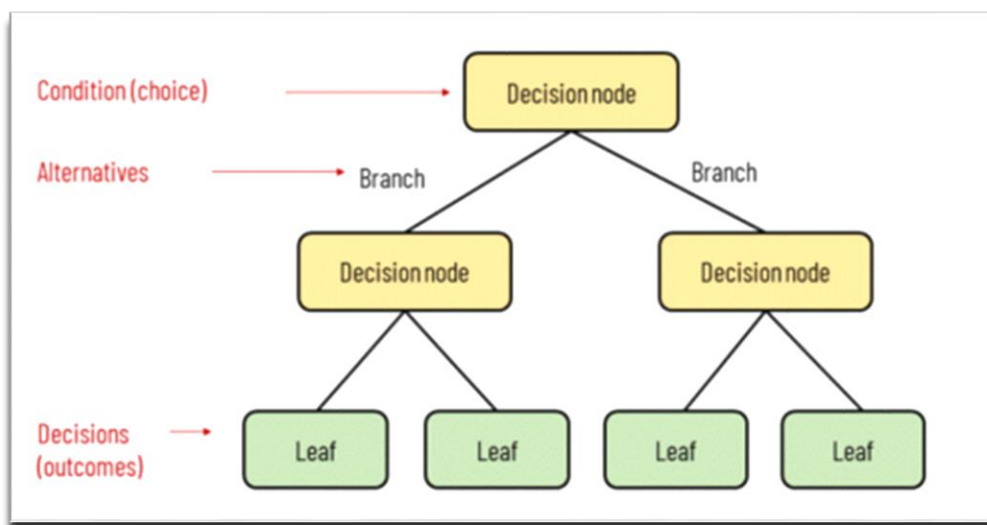 Condition (choice)
Decision node
Alternatives
Branch
Branch
Decision node
Decision node
Decisions
(outcomes)
Leaf
Leaf
Leaf
Leaf